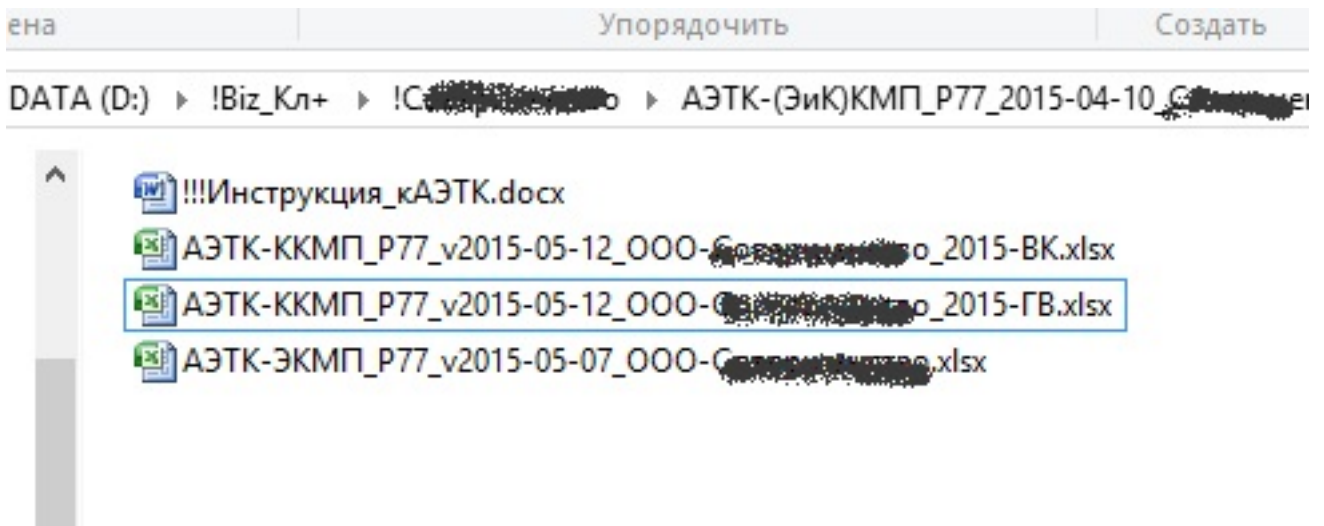 ена Упорядочить Создать
DATA (D:) ▸ !Biz_Кл+ ▸ ▸ АЭТК-(ЭиК)КМП_Р77_2015-04-10_
!!!Инструкция_кАЭТК.docx
АЭТК-ККМП_Р77_v2015-05-12_ООО- о_2015-ВК.xlsx
АЭТК-ККМП_Р77_v2015-05-12_ООО- о_2015-ГВ.xlsx
АЭТК-ЭКМП_Р77_v2015-05-07_ООО- .xlsx